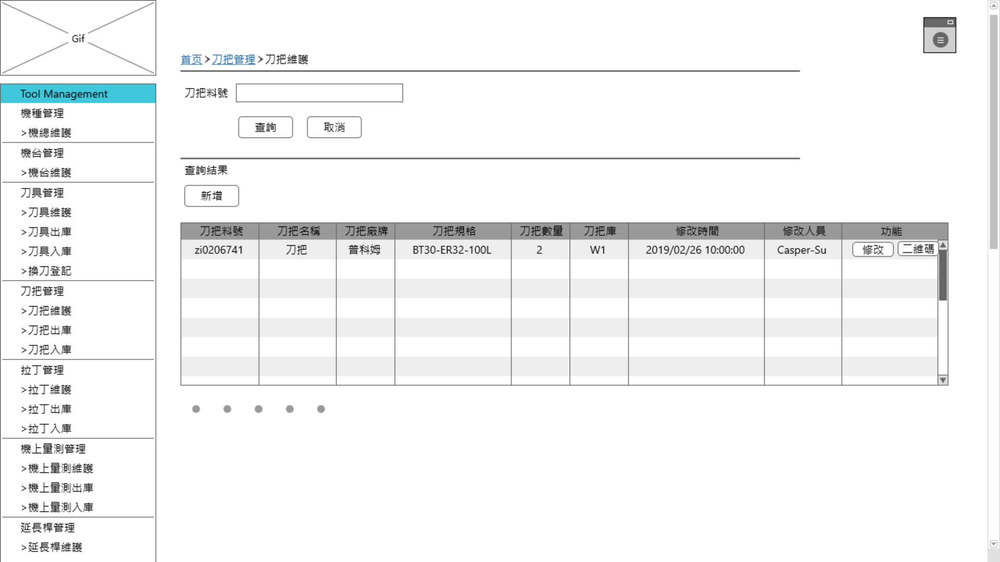 Gif
Tool Management
機種管理
>機總維護
機台管理
>機台維護
刀具管理
>刀具維護
>刀具出庫
>刀具入庫
>換刀登記
刀把管理
>刀把維護
>刀把出庫
>刀把入庫
拉丁管理
>拉丁維護
>拉丁出庫
>拉丁入庫
機上量測管理
>機上量測維護
>機上量測出庫
>機上量測入庫
延長桿管理
>延長桿維護
首页>刀把管理>刀把維護
刀把料號
查詢 取消
查詢結果
新增
刀把料號 刀把名稱 刀把廠牌 刀把規格 刀把數量 刀把庫 修改時間 修改人員 功能
zi0206741 刀把 普科姆 BT30-ER32-100L 2 W1 2019/02/26 10:00:00 Casper-Su 修改 二維碼